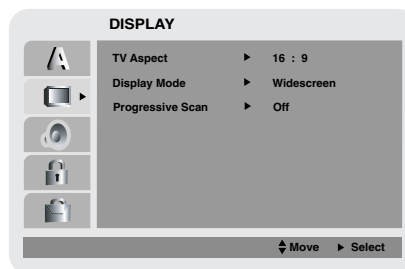 DISPLAY
A
TV Aspect ► 16 : 9
Display Mode ► Widescreen
Progressive Scan ► Off
Move ► Select